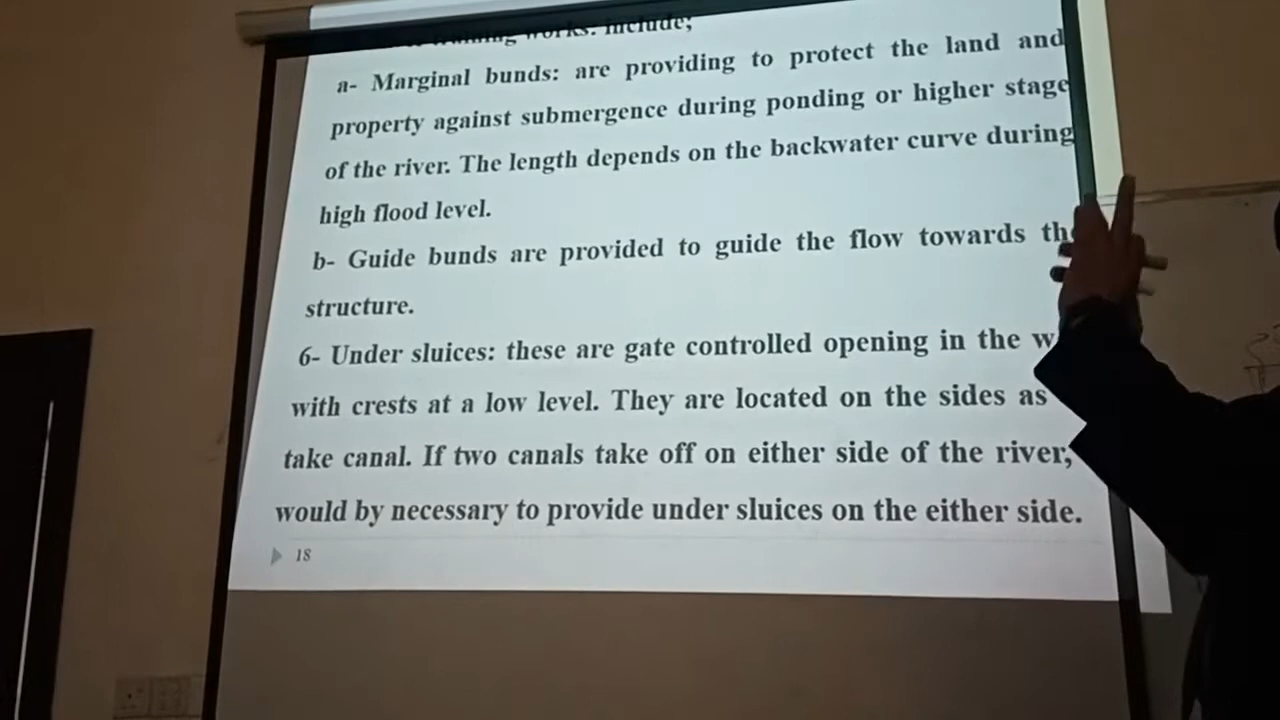 works: include;
a- Marginal bunds: are providing to protect the land and
property against submergence during ponding or higher stage
of the river. The length depends on the backwater curve during
high flood level.
b- Guide bunds are provided to guide the flow towards
structure.
6- Under sluices: these are gate controlled opening in the
with crests at a low level. They are located on the sides as
take canal. If two canals take off on either side of the river,
would by necessary to provide under sluices on the either side.
18